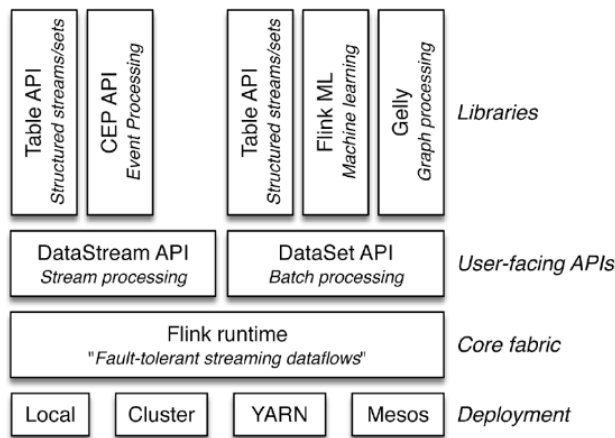 Table API
Structured streams/sets
CEP API
Event Processing
Table API
Structured streams/sets
Flink ML
Machine learning
Gelly
Graph processing
Libraries
DataStream API
Stream processing
DataSet API
Batch processing
User-facing APIs
Flink runtime
"Fault-tolerant streaming dataflows"
Core fabric
Local
Cluster
YARN
Mesos
Deployment